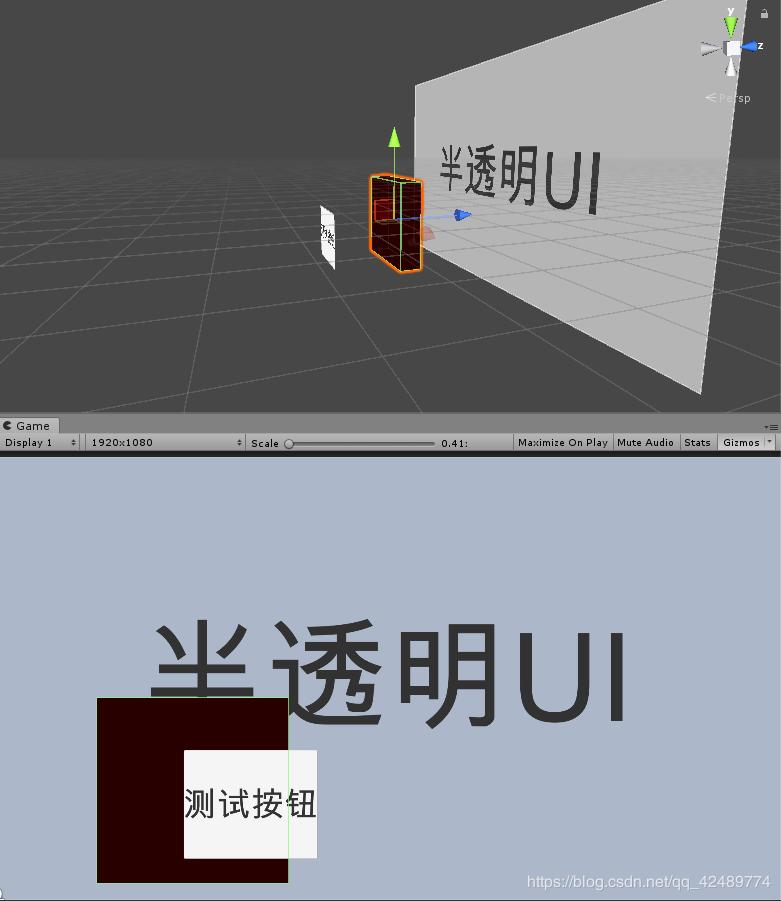 y
z
Persp
半透明UI
Game
Display 1 1920x1080 Scale 0.41: Maximize On Play Mute Audio Stats Gizmos
半透明UI
测试按钮
https://blog.csdn.net/qq_42489774